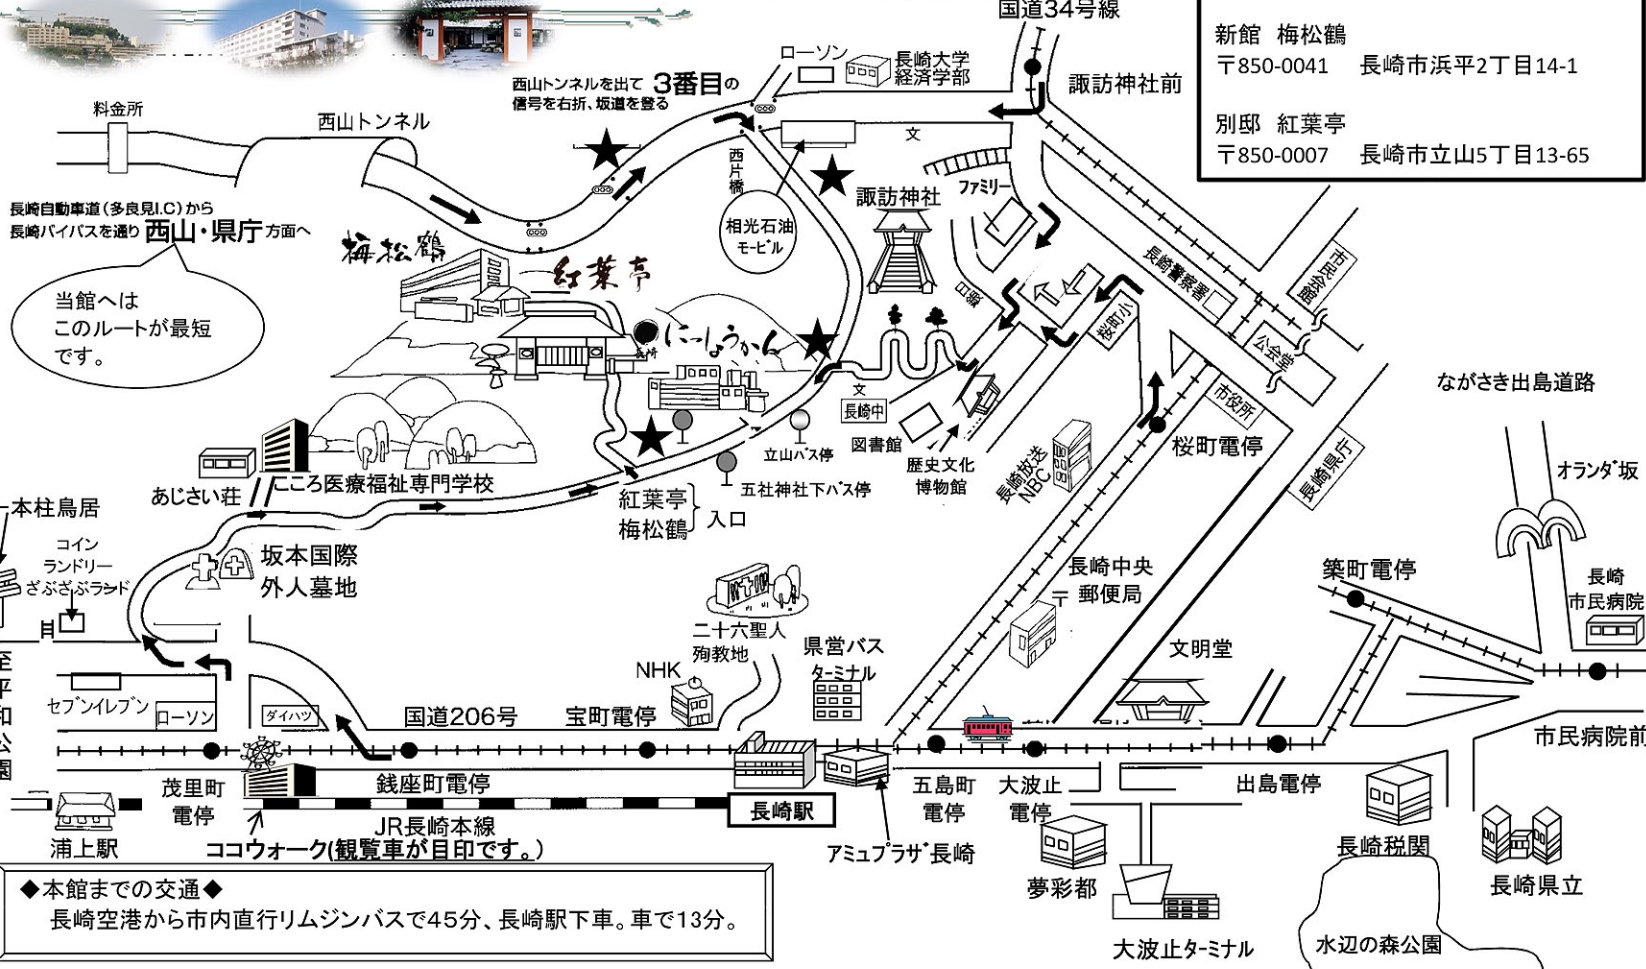 国道34号線
新館 梅松鶴
〒850-0041 長崎市浜平2丁目14-1
別邸 紅葉亭
〒850-0007 長崎市立山5丁目13-65
ローソン
長崎大学
経済学部
諏訪神社前
西山トンネルを出て 3番目の
信号を右折、坂道を登る
料金所
西山トンネル
文
西片橋
ファミリー
諏訪神社
長崎自動車道(多良見I.C)から
長崎バイパスを通り 西山・県庁 方面へ
相光石油
モービル
梅松鶴
紅葉亭
長崎警察署
市民会館
当館へは
このルートが最短
です。
長崎
にっしょうかん
桜町小
公会堂
ながさき出島道路
文
長崎中
市役所
図書館
桜町電停
立山バス停
歴史文化
博物館
長崎放送
NBC
長崎県庁
オランダ坂
あじさい荘
こころ医療福祉専門学校
五社神社下バス停
紅葉亭
梅松鶴
入口
一本柱鳥居
コイン
ランドリー
ざぶざぶランド
坂本国際
外人墓地
長崎中央
〒 郵便局
築町電停
長崎
市民病院
二十六聖人
殉教地
県営バス
ターミナル
文明堂
NHK
至平和公園
セブンイレブン
ローソン
ダイハツ
国道206号
宝町電停
市民病院前
茂里町
電停
銭座町電停
五島町
電停
大波止
電停
出島電停
長崎駅
JR長崎本線
浦上駅
ココウォーク(観覧車が目印です。)
アミュプラザ長崎
夢彩都
長崎税関
長崎県立
◆本館までの交通◆
長崎空港から市内直行リムジンバスで45分、長崎駅下車。車で13分。
大波止ターミナル
水辺の森公園